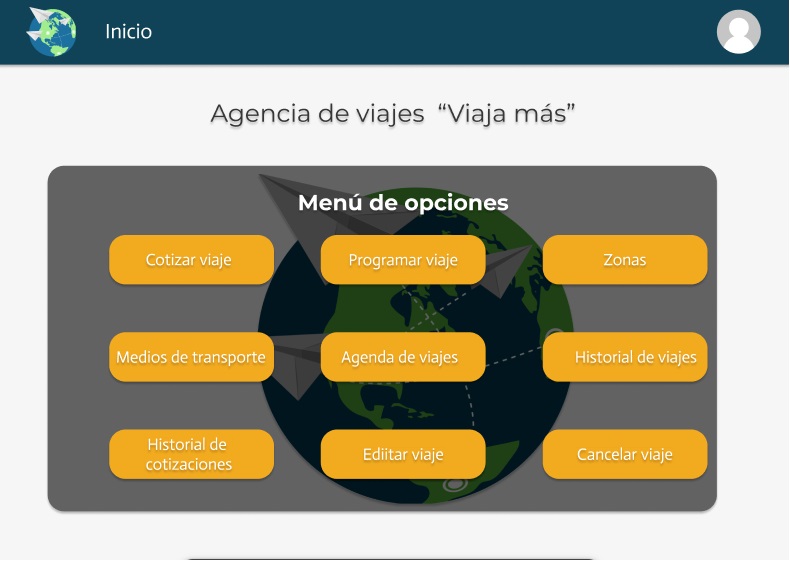 Inicio
Agencia de viajes “Viaja más”
Menú de opciones
Cotizar viaje
Programar viaje
Zonas
Medios de transporte
Agenda de viajes
Historial de viajes
Historial de
cotizaciones
Ediitar viaje
Cancelar viaje